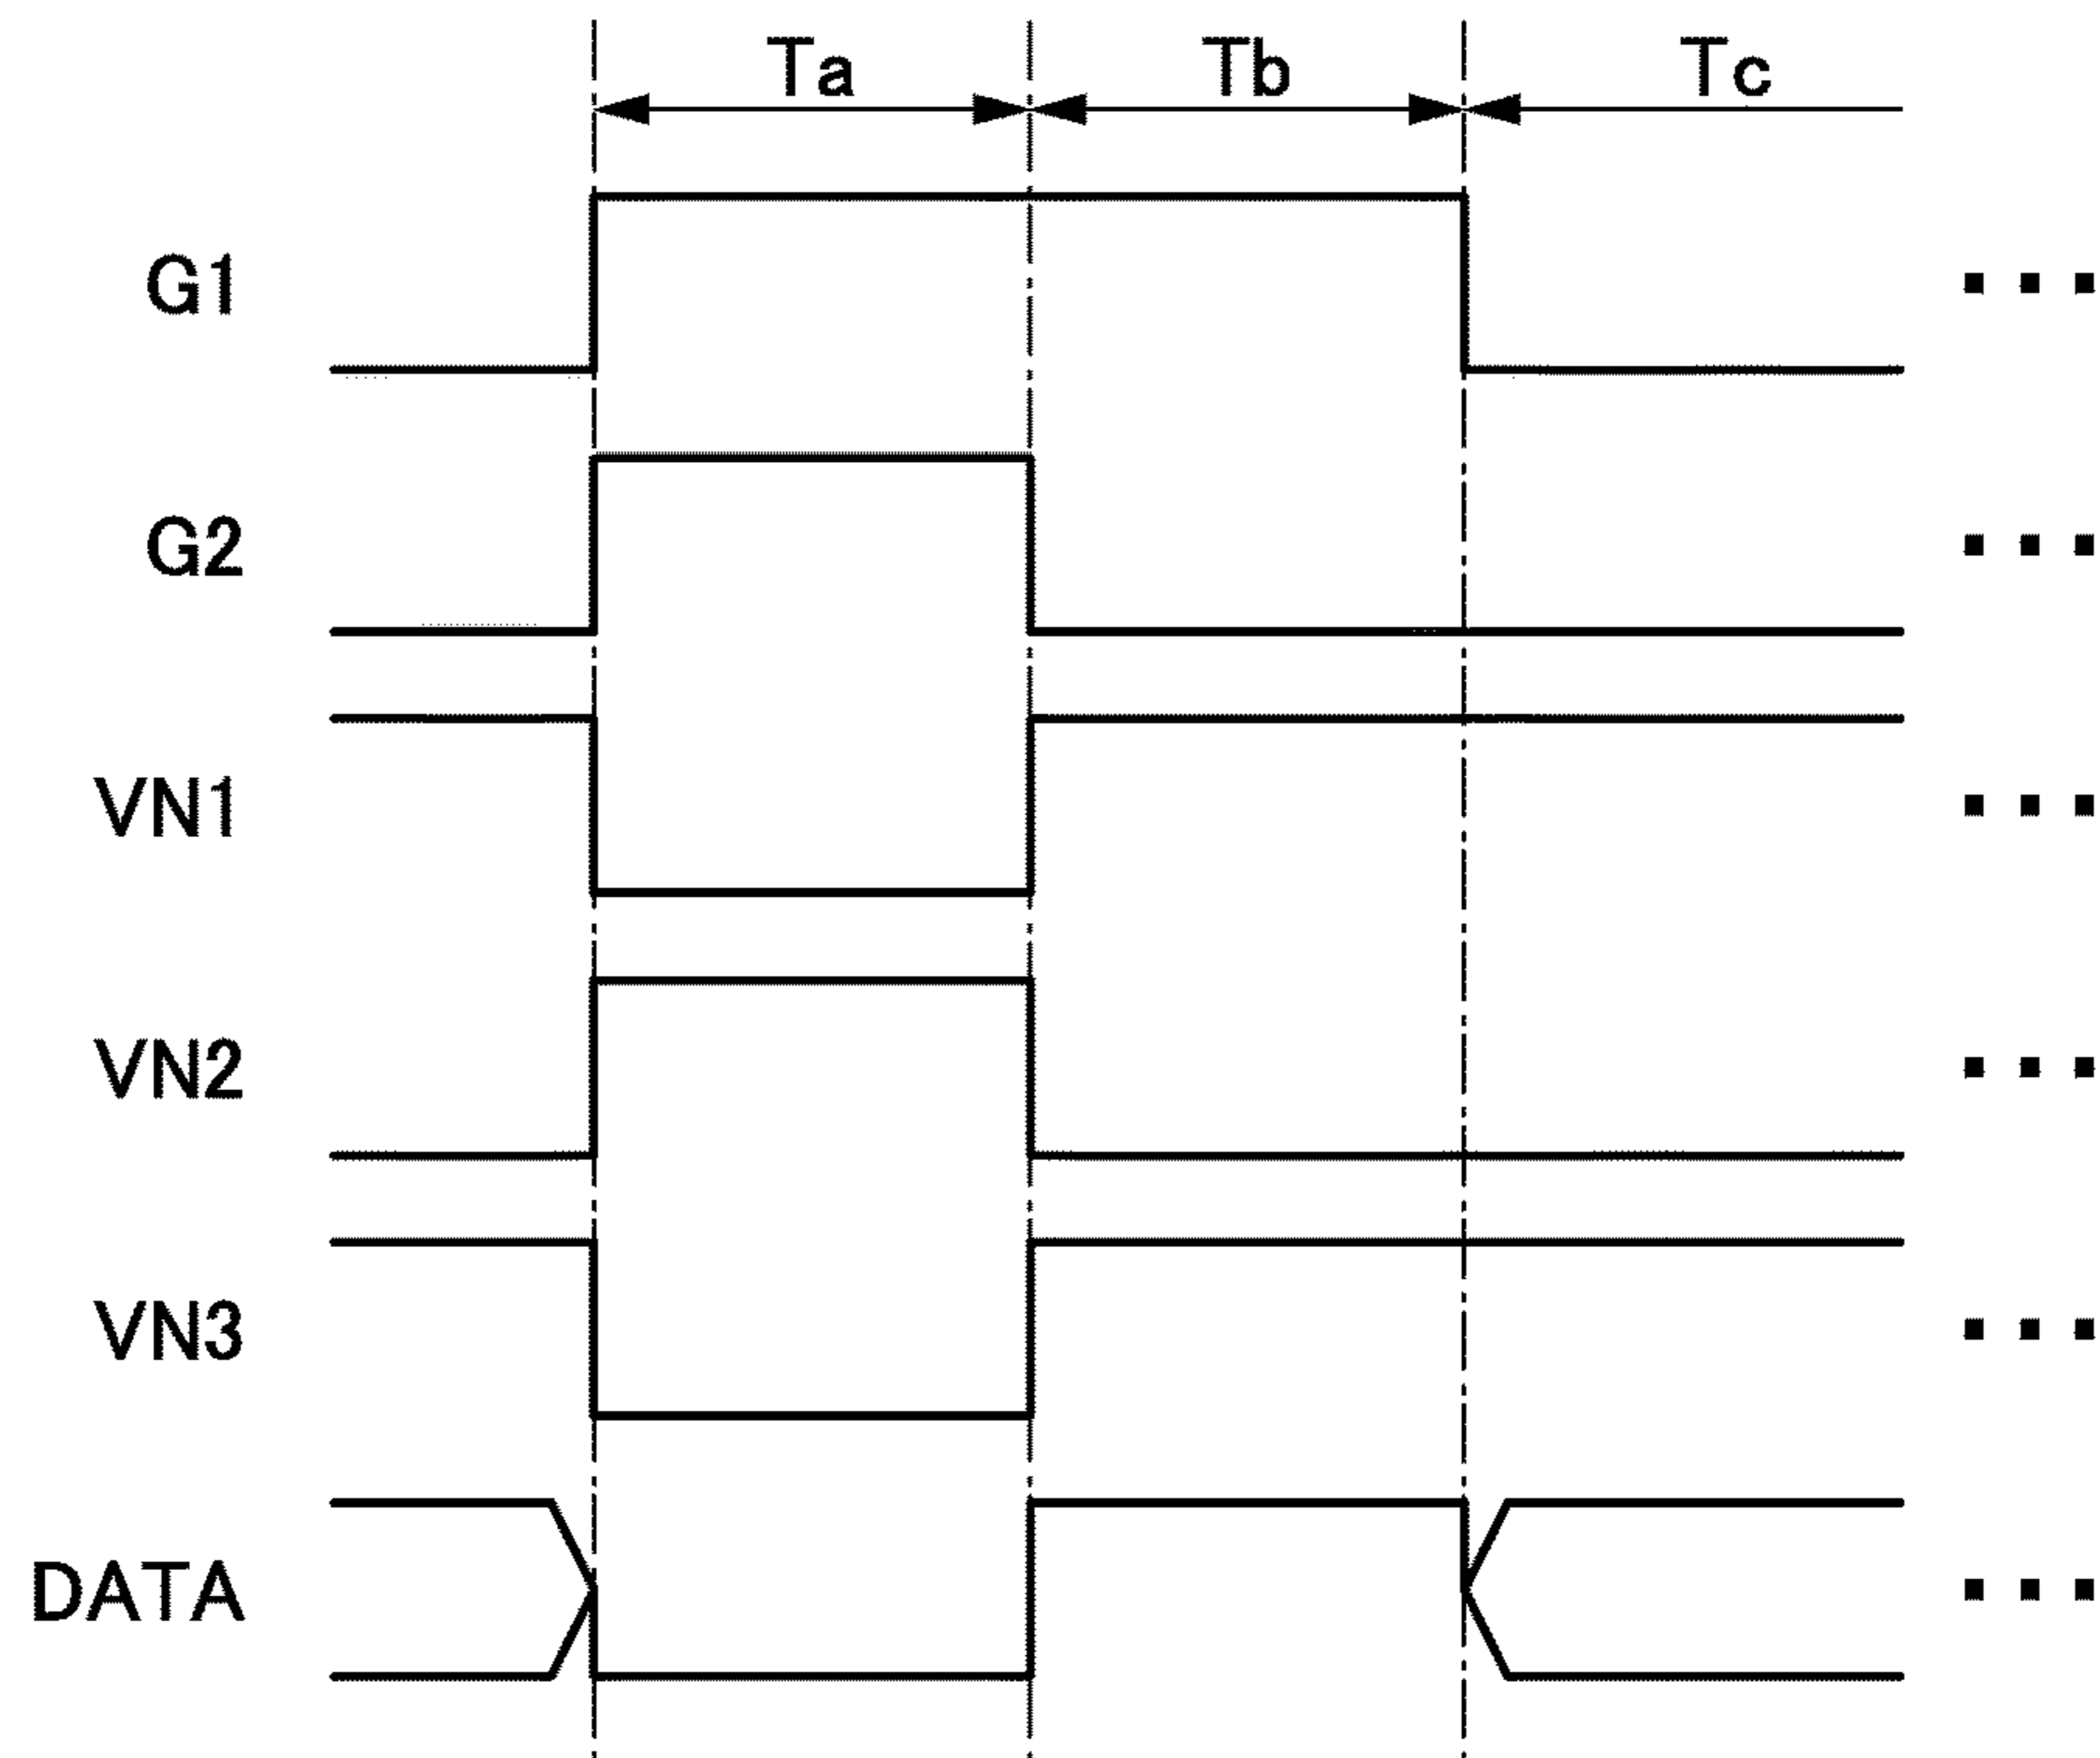 Ta Tb Tc
G1
G2
VN1
VN2
VN3
DATA